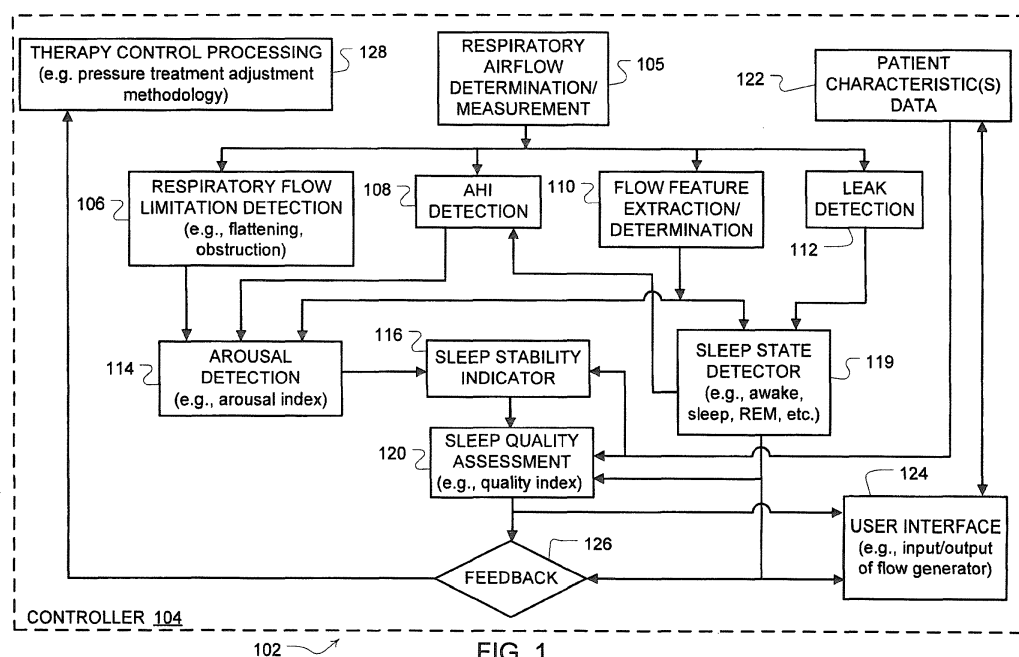 THERAPY CONTROL PROCESSING
(e.g. pressure treatment adjustment
methodology)
128
RESPIRATORY
AIRFLOW
DETERMINATION/
MEASUREMENT
105
122
PATIENT
CHARACTERISTIC(S)
DATA
106
RESPIRATORY FLOW
LIMITATION DETECTION
(e.g., flattening,
obstruction)
108
AHI
DETECTION
110
FLOW FEATURE
EXTRACTION/
DETERMINATION
LEAK
DETECTION
112
114
AROUSAL
DETECTION
(e.g., arousal index)
116
SLEEP STABILITY
INDICATOR
SLEEP STATE
DETECTOR
(e.g., awake,
sleep, REM, etc.)
119
120
SLEEP QUALITY
ASSESSMENT
(e.g., quality index)
124
USER INTERFACE
(e.g., input/output
of flow generator)
126
FEEDBACK
CONTROLLER 104
102
FIG. 1